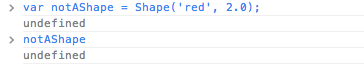 > var notAShape = Shape('red', 2.0);
undefined
> notAShape
undefined